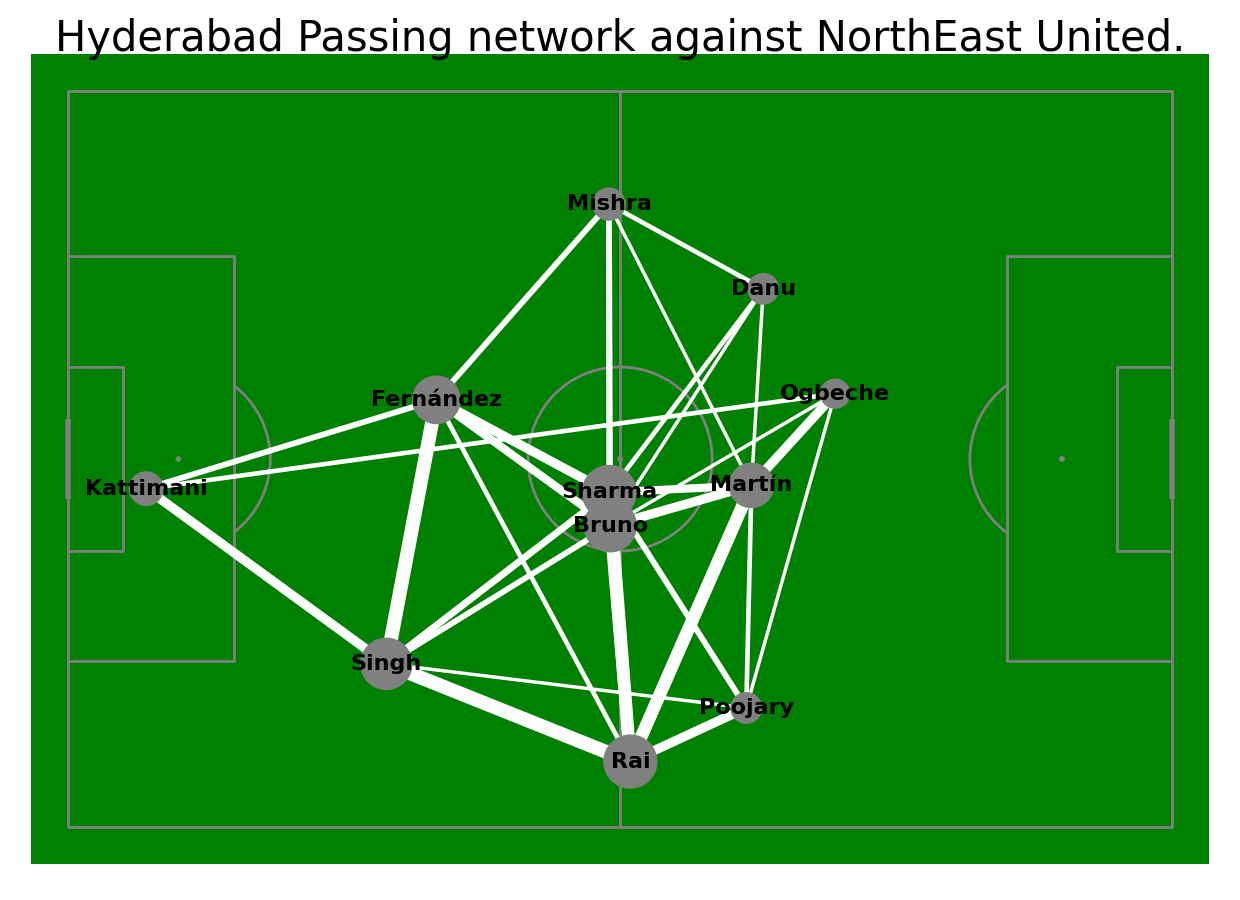 Hyderabad Passing network against NorthEast United.
Mishra
Danu
Ogbeche
Fernández
Kattimani
Sharma
Martín
Bruno
Singh
Poojary
Rai